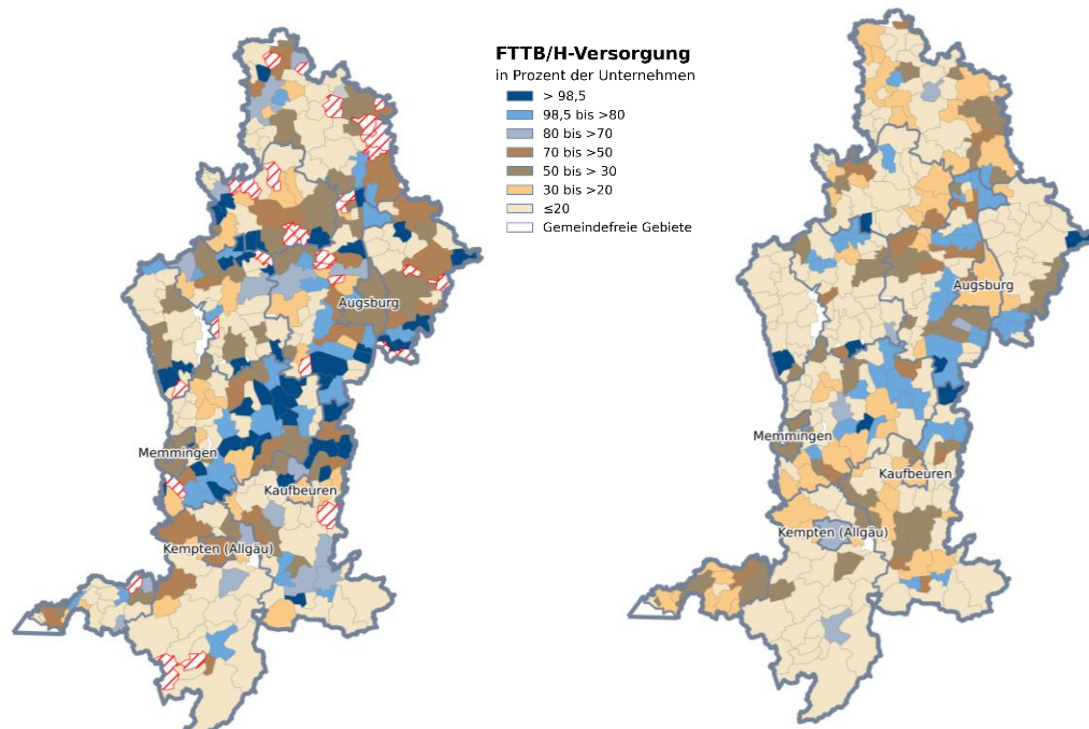 FTTB/H-Versorgung
in Prozent der Unternehmen
> 98,5
98,5 bis >80
80 bis >70
70 bis >50
50 bis > 30
30 bis >20
≤20
Gemeindefreie Gebiete
Augsburg
Memmingen
Kaufbeuren
Kempten (Allgäu)
Augsburg
Memmingen
Kaufbeuren
Kempten (Allgäu)